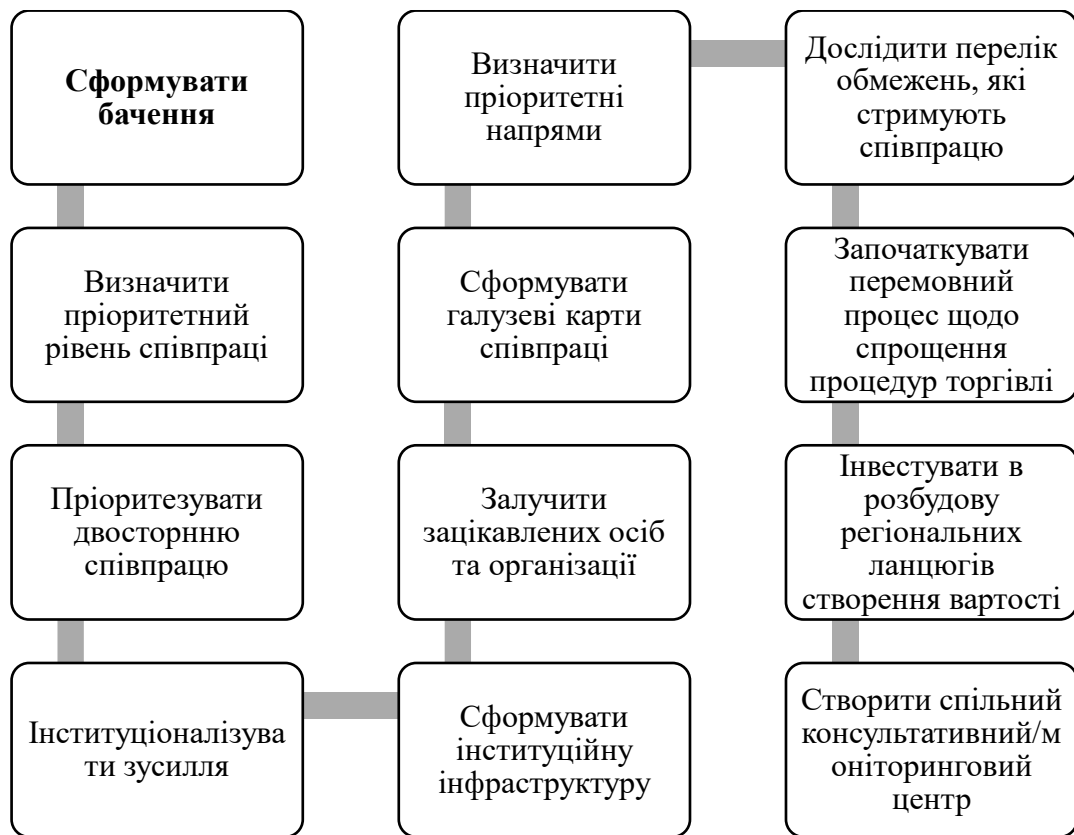 Сформувати
бачення
Визначити
пріоритетний
рівень співпраці
Пріоритезувати
двосторнню
співпрацю
Інституціоналізува
ти зусилля
Сформувати
інституційну
інфраструктуру
Залучити
зацікавлених осіб
та організації
Сформувати
галузеві карти
співпраці
Визначити
пріоритетні
напрями
Дослідити перелік
обмежень, які
стримують
співпрацю
Започаткувати
перемовний
процес щодо
спрощення
процедур торгівлі
Інвестувати в
розбудову
регіональних
ланцюгів
створення вартості
Створити спільний
консультативний/м
оніторинговий
центр